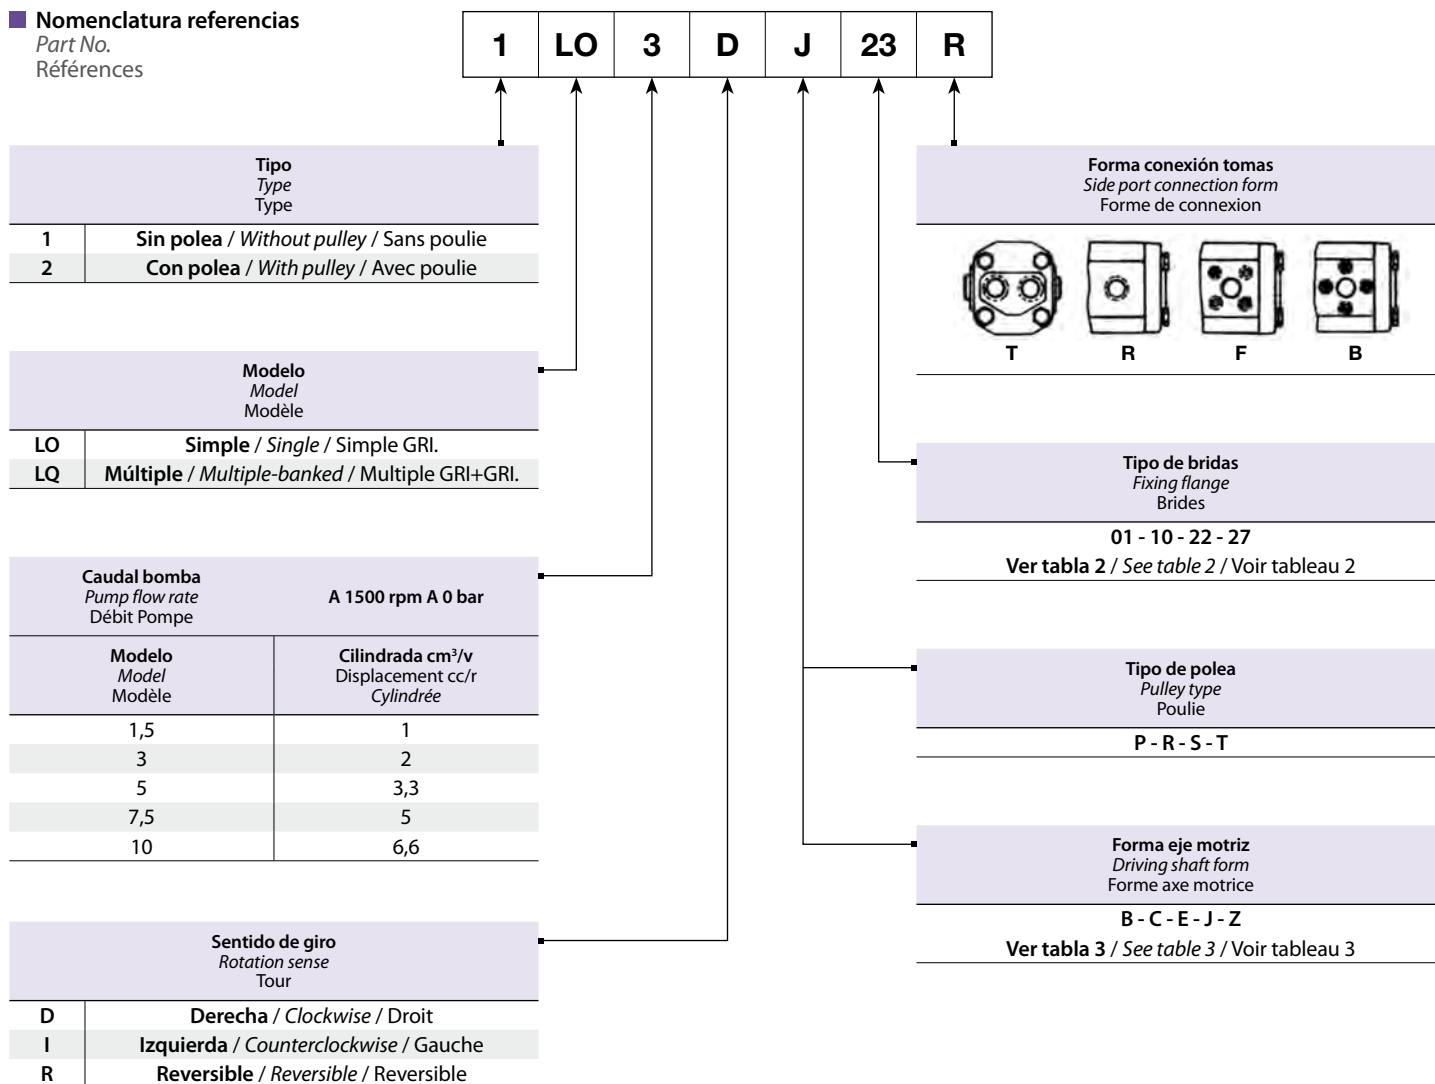 Nomenclatura referencias
Part No.
Références
1 LO 3 D J 23 R
Tipo
Type
Type
1 Sin polea / Without pulley / Sans poulie
2 Con polea / With pulley / Avec poulie
Modelo
Model
Modèle
LO Simple / Single / Simple GRI.
LQ Múltiple / Multiple-banked / Multiple GRI+GRI.
Caudal bomba
Pump flow rate
Débit Pompe
A 1500 rpm A 0 bar
Modelo
Model
Modèle
Cilindrada cm³/v
Displacement cc/r
Cylindrée
1,5 1
3 2
5 3,3
7,5 5
10 6,6
Sentido de giro
Rotation sense
Tour
D Derecha / Clockwise / Droit
I Izquierda / Counterclockwise / Gauche
R Reversible / Reversible / Reversible
Forma conexión tomas
Side port connection form
Forme de connexion
T R F B
Tipo de bridas
Fixing flange
Brides
01 - 10 - 22 - 27
Ver tabla 2 / See table 2 / Voir tableau 2
Tipo de polea
Pulley type
Poulie
P - R - S - T
Forma eje motriz
Driving shaft form
Forme axe motrice
B - C - E - J - Z
Ver tabla 3 / See table 3 / Voir tableau 3